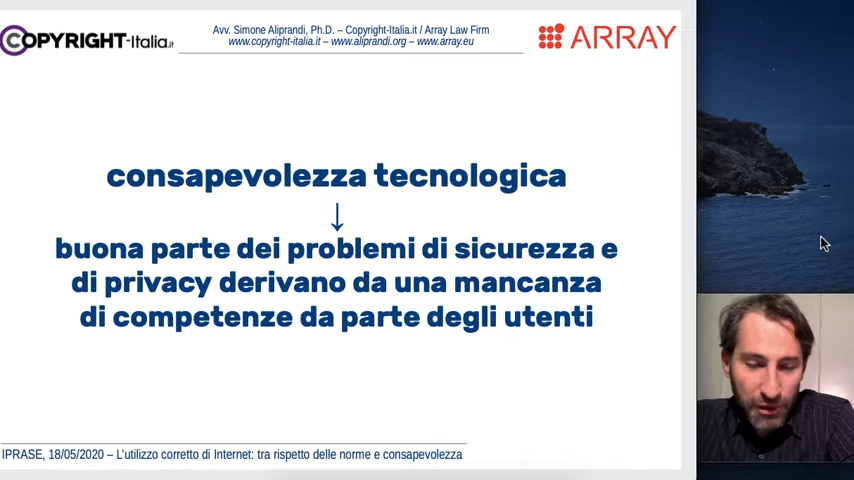 COPYRIGHT-Italia.it
Avv. Simone Aliprandi, Ph.D. – Copyright-Italia.it / Array Law Firm
www.copyright-italia.it – www.aliprandi.org – www.array.eu
ARRAY
consapevolezza tecnologica
↓
buona parte dei problemi di sicurezza e
di privacy derivano da una mancanza
di competenze da parte degli utenti
IPRASE, 18/05/2020 – L'utilizzo corretto di Internet: tra rispetto delle norme e consapevolezza